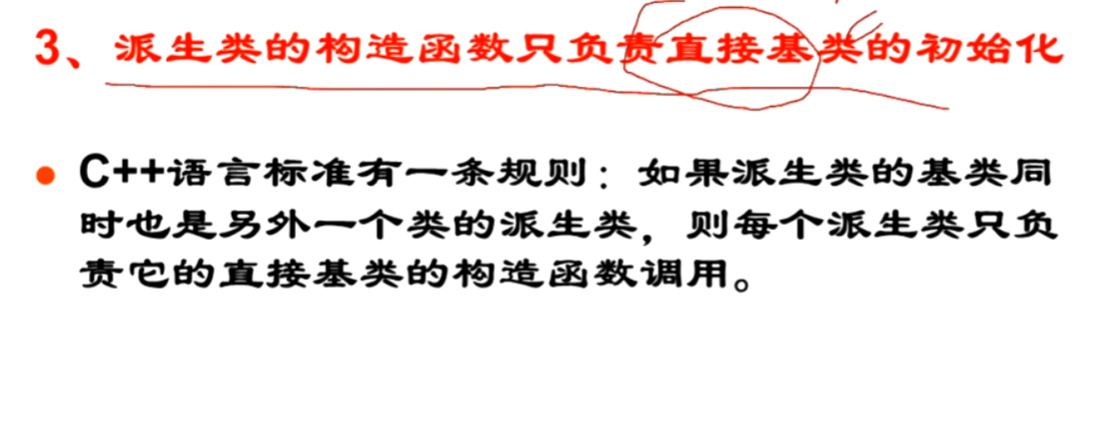 3、派生类的构造函数只负责直接基类的初始化
● C++语言标准有一条规则：如果派生类的基类同
时也是另外一个类的派生类，则每个派生类只负
责它的直接基类的构造函数调用。